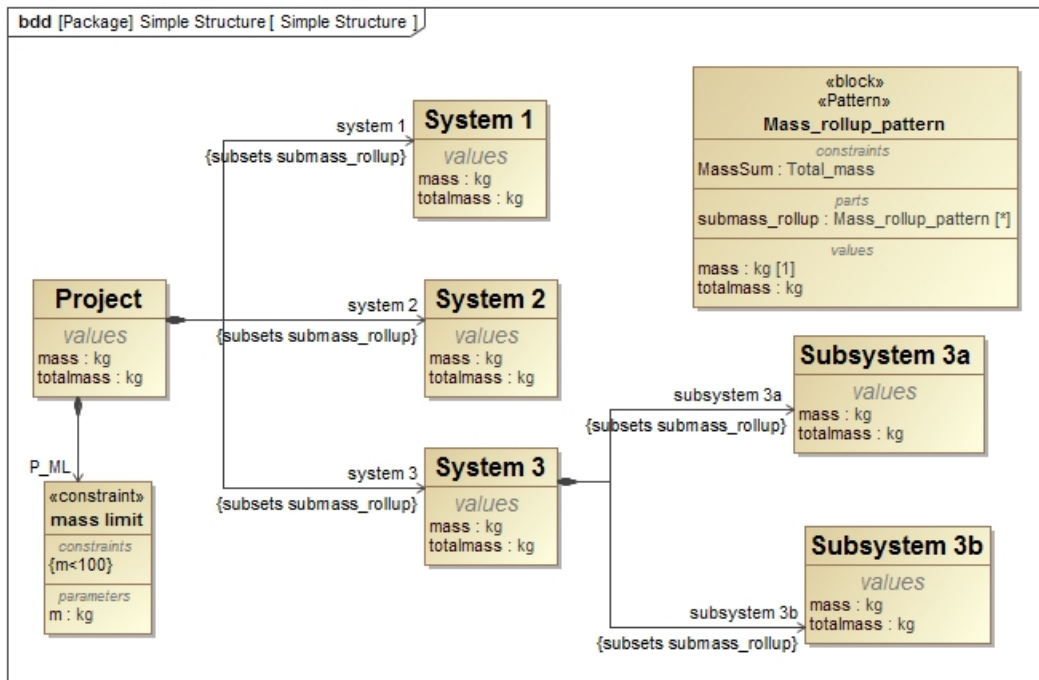 bdd [Package] Simple Structure [ Simple Structure ]
system 1
{subsets submass_rollup}
System 1
values
mass : kg
totalmass : kg
«block»
«Pattern»
Mass_rollup_pattern
constraints
MassSum : Total_mass
parts
submass_rollup : Mass_rollup_pattern [*]
values
mass : kg [1]
totalmass : kg
Project
values
mass : kg
totalmass : kg
system 2
{subsets submass_rollup}
System 2
values
mass : kg
totalmass : kg
subsystem 3a
{subsets submass_rollup}
Subsystem 3a
values
mass : kg
totalmass : kg
P_ML
«constraint»
mass limit
constraints
{m<100}
parameters
m : kg
system 3
{subsets submass_rollup}
System 3
values
mass : kg
totalmass : kg
subsystem 3b
{subsets submass_rollup}
Subsystem 3b
values
mass : kg
totalmass : kg